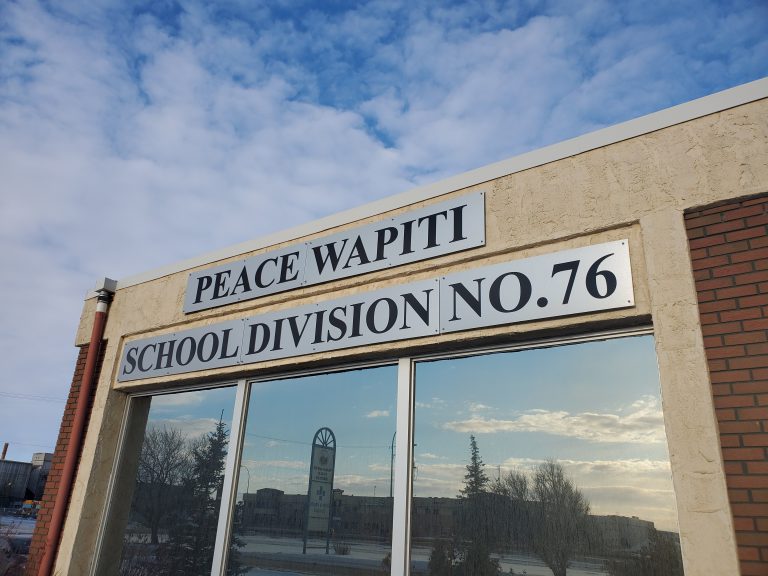 PEACE WAPITI
SCHOOL DIVISION NO.76